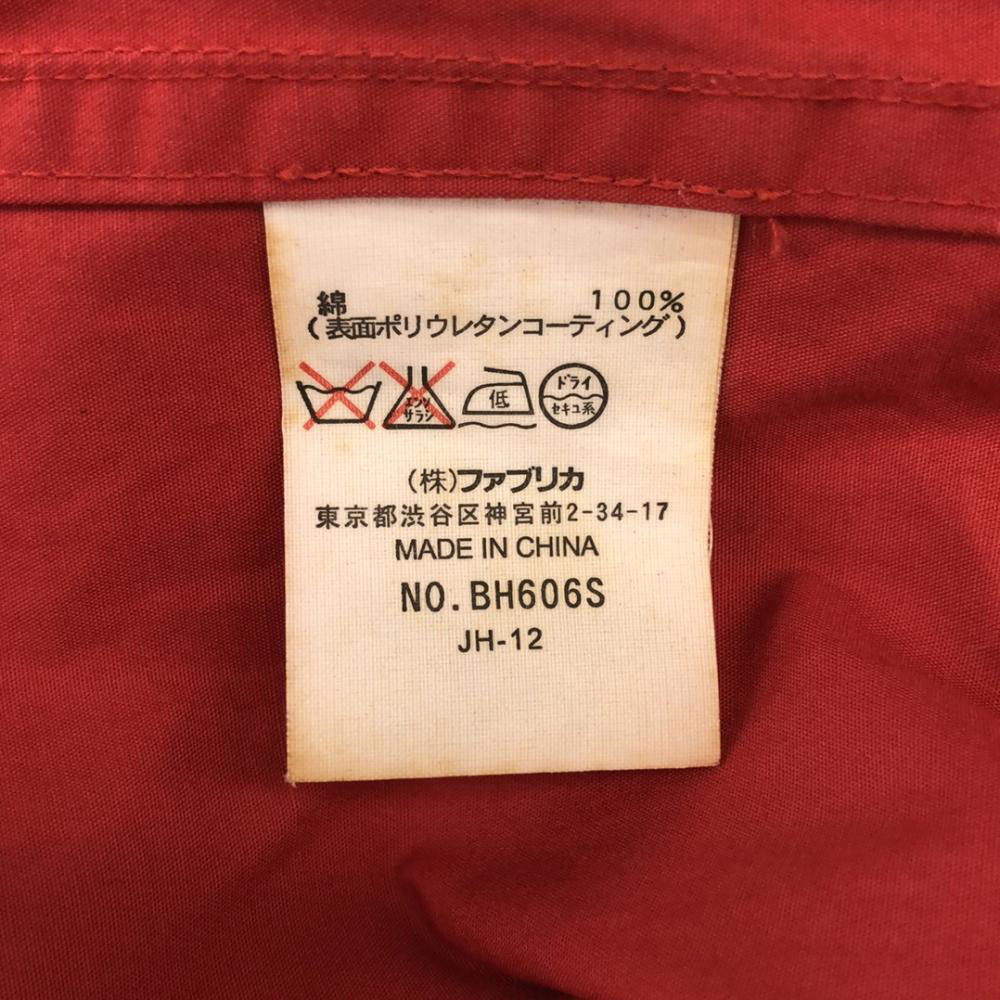 綿 100%
(表面ポリウレタンコーティング)
エンソ
サラシ
低
ドライ
セキユ系
(株)ファブリカ
東京都渋谷区神宮前2-34-17
MADE IN CHINA
NO.BH606S
JH-12